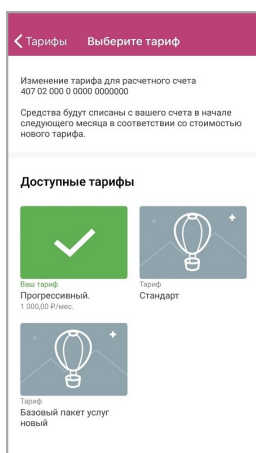 Тарифы Выберите тариф
Изменение тарифа для расчетного счета
407 02 000 0 0000 0000000
Средства будут списаны с вашего счета в начале
следующего месяца в соответствии со стоимостью
нового тарифа.
Доступные тарифы
Ваш тариф
Прогрессивный.
1 000,00 ₽/мес.
Тариф
Стандарт
Тариф
Базовый пакет услуг
новый